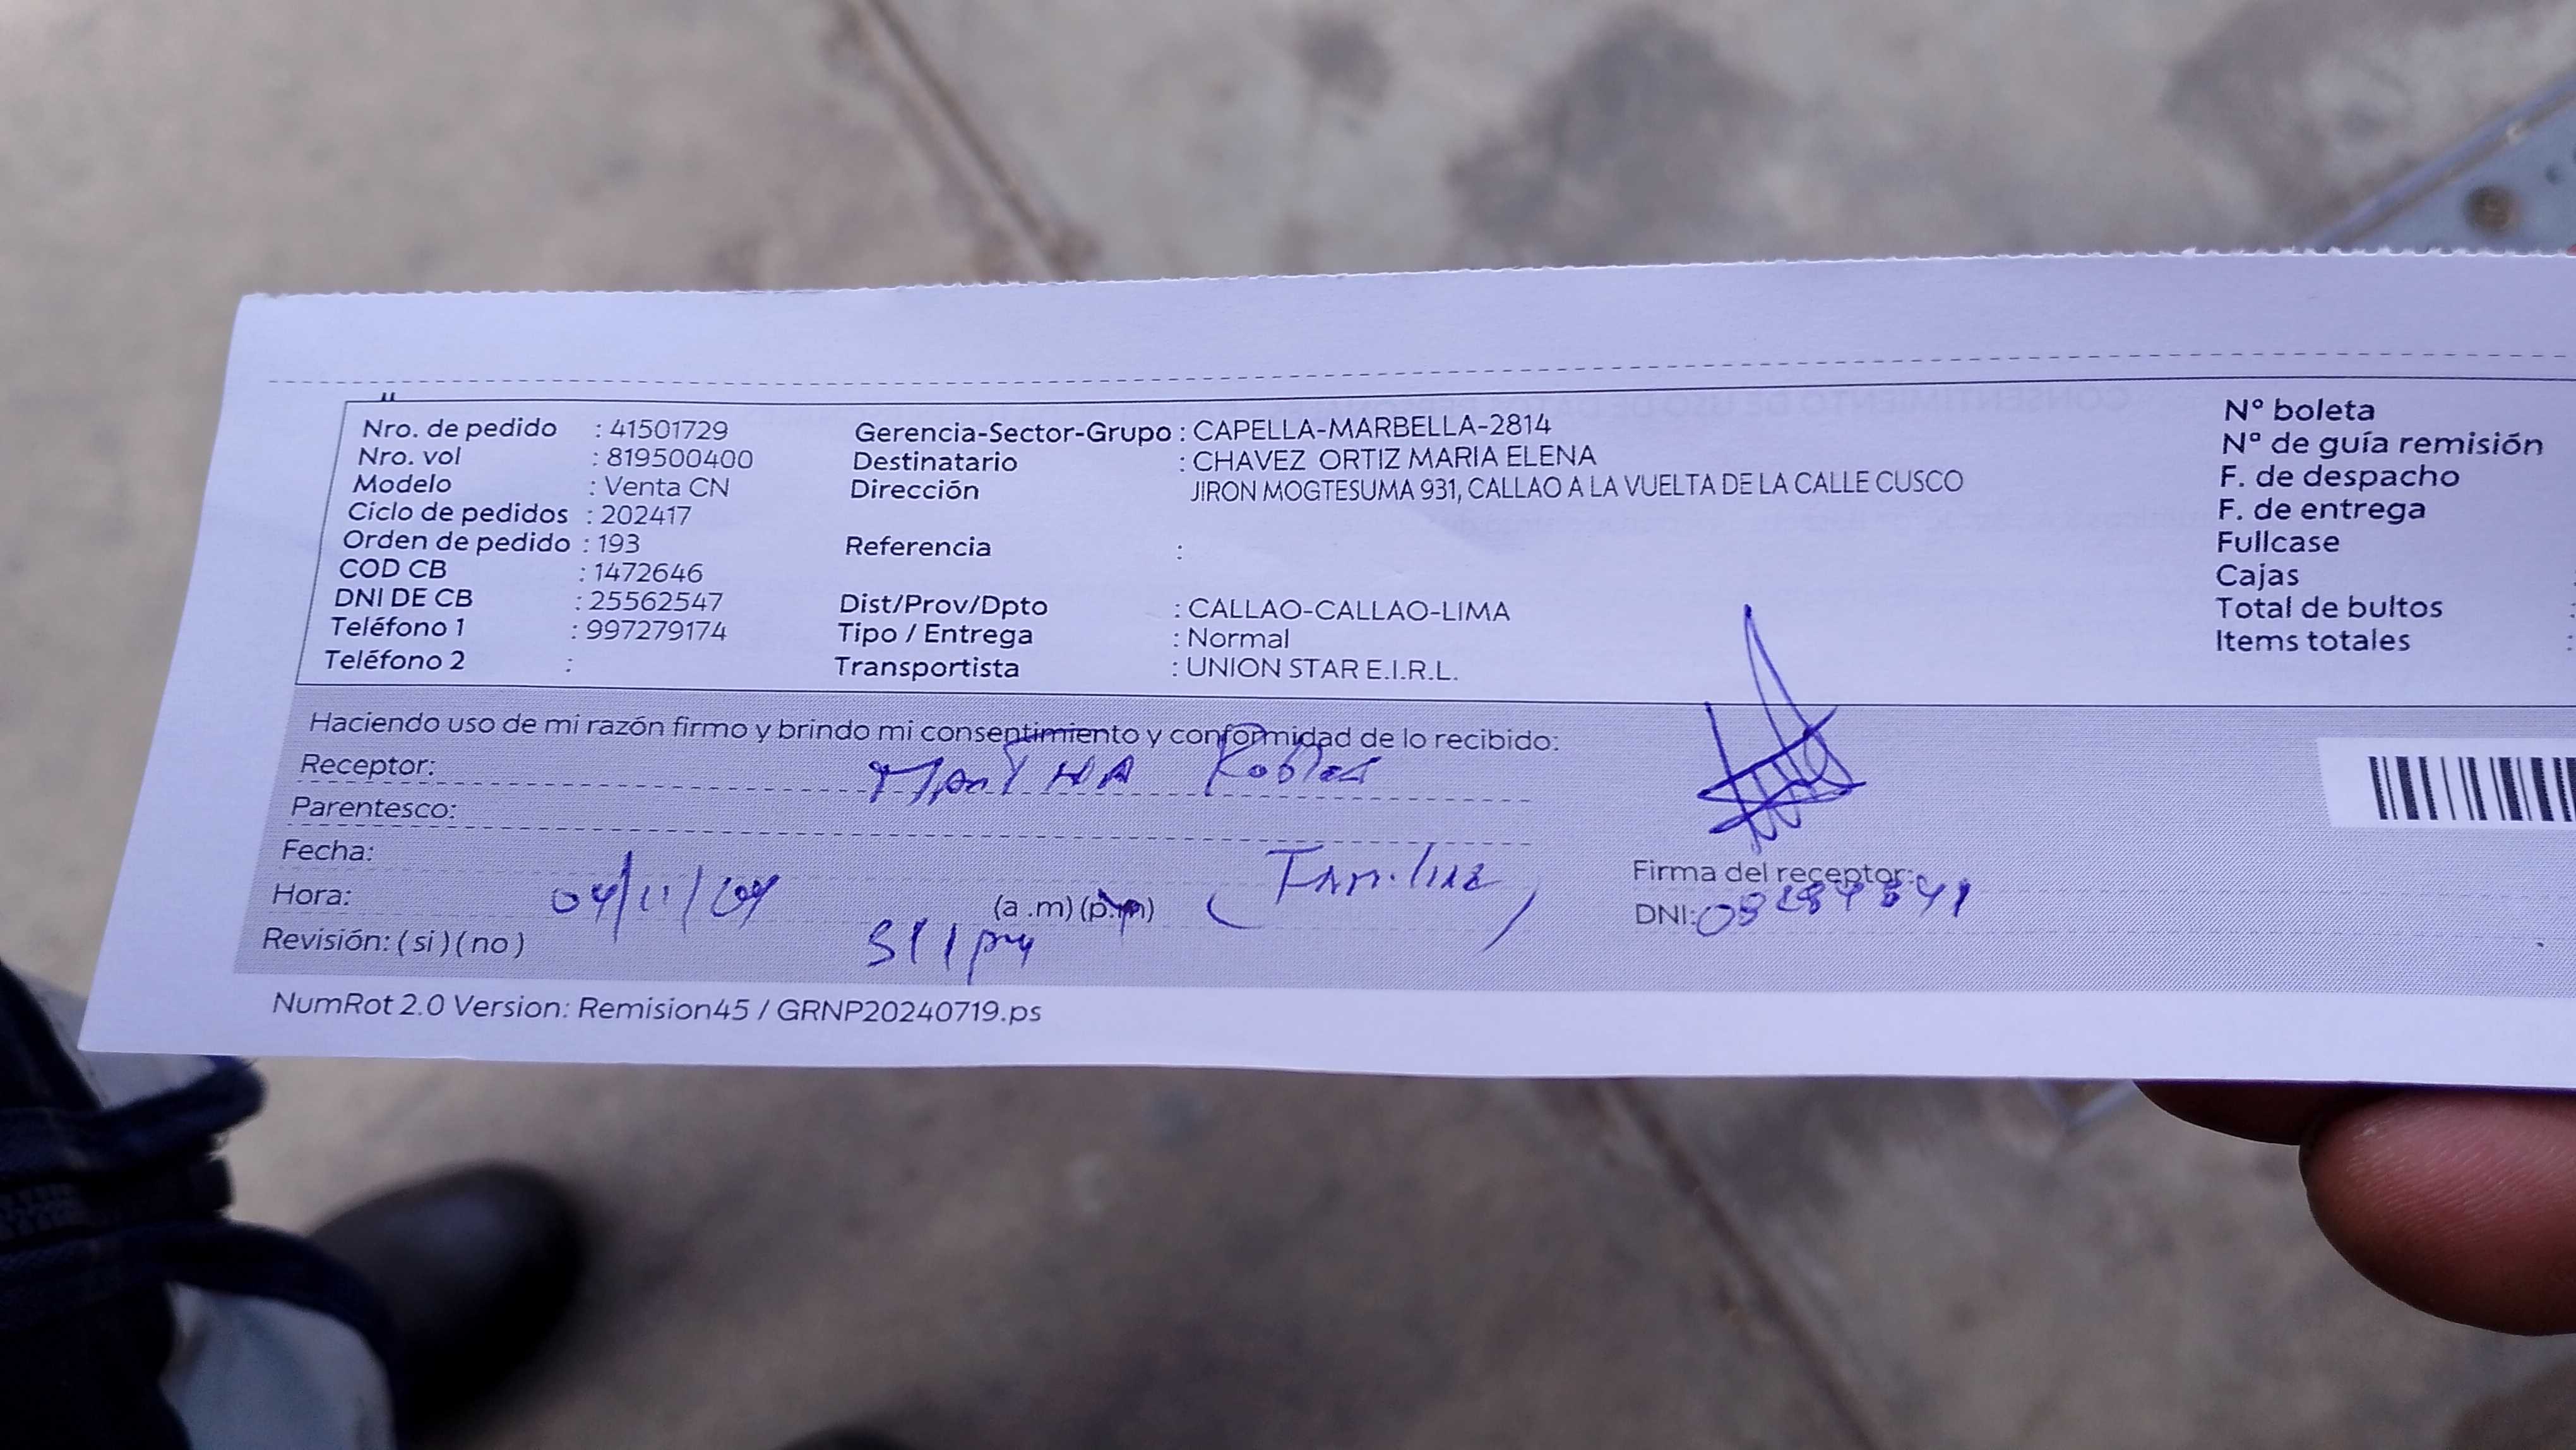 Nro. de pedido : 41501729
Nro. vol : 819500400
Modelo : Venta CN
Ciclo de pedidos : 202417
Orden de pedido : 193
COD CB : 1472646
DNI DE CB : 25562547
Teléfono 1 : 997279174
Teléfono 2 :
Gerencia-Sector-Grupo : CAPELLA-MARBELLA-2814
Destinatario : CHAVEZ ORTIZ MARIA ELENA
Dirección JIRON MOGTESUMA 931, CALLAO A LA VUELTA DE LA CALLE CUSCO
Referencia :
Dist/Prov/Dpto : CALLAO-CALLAO-LIMA
Tipo / Entrega : Normal
Transportista : UNION STAR E.I.R.L.
Nº boleta
Nº de guía remisión
F. de despacho
F. de entrega
Fullcase
Cajas
Total de bultos
Items totales
Haciendo uso de mi razón firmo y brindo mi consentimiento y conformidad de lo recibido:
Receptor: Robles
Parentesco:
Fecha:
Hora: 04/11/ (a .m) (p.m)
Revisión: ( si ) ( no )
Firma del receptor:
DNI:
NumRot 2.0 Version: Remision45 / GRNP20240719.ps